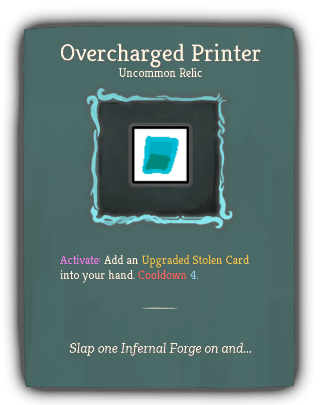 Overcharged Printer
Uncommon Relic
Activate: Add an Upgraded Stolen Card
into your hand. Cooldown 4.
Slap one Infernal Forge on and...